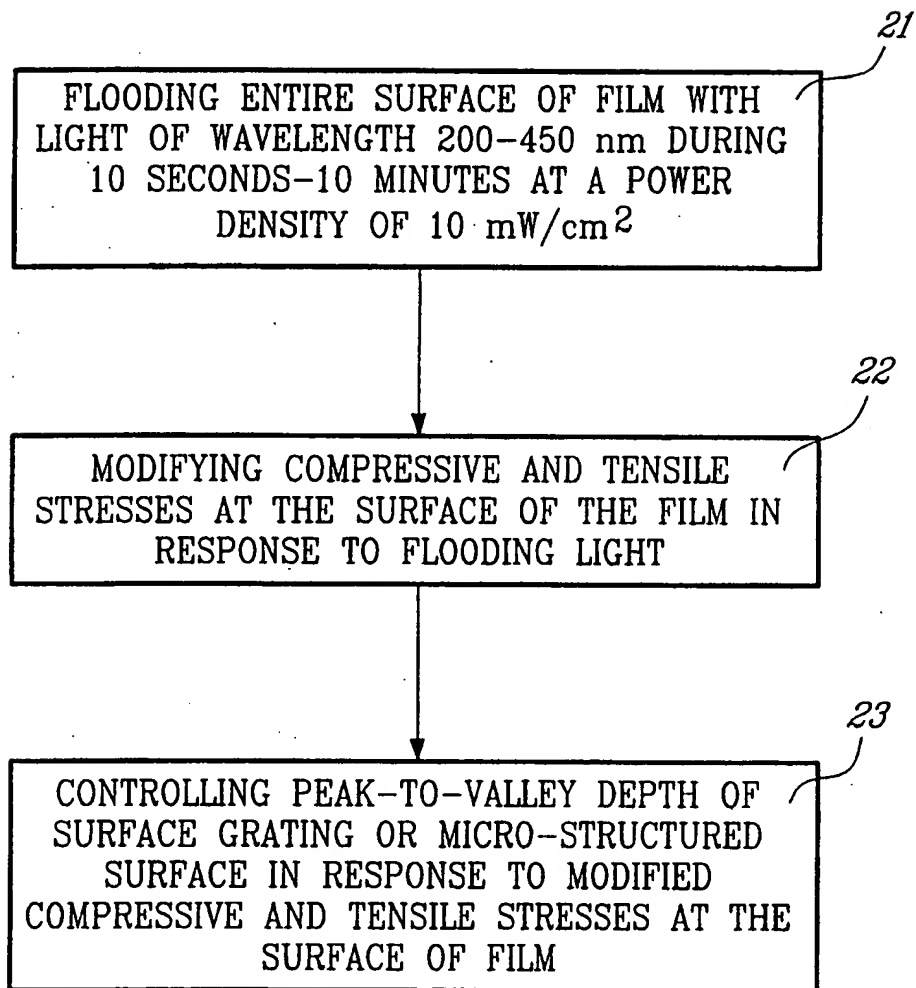 21
FLOODING ENTIRE SURFACE OF FILM WITH
LIGHT OF WAVELENGTH 200-450 nm DURING
10 SECONDS-10 MINUTES AT A POWER
DENSITY OF 10 mW/cm²
22
MODIFYING COMPRESSIVE AND TENSILE
STRESSES AT THE SURFACE OF THE FILM IN
RESPONSE TO FLOODING LIGHT
23
CONTROLLING PEAK-TO-VALLEY DEPTH OF
SURFACE GRATING OR MICRO-STRUCTURED
SURFACE IN RESPONSE TO MODIFIED
COMPRESSIVE AND TENSILE STRESSES AT THE
SURFACE OF FILM